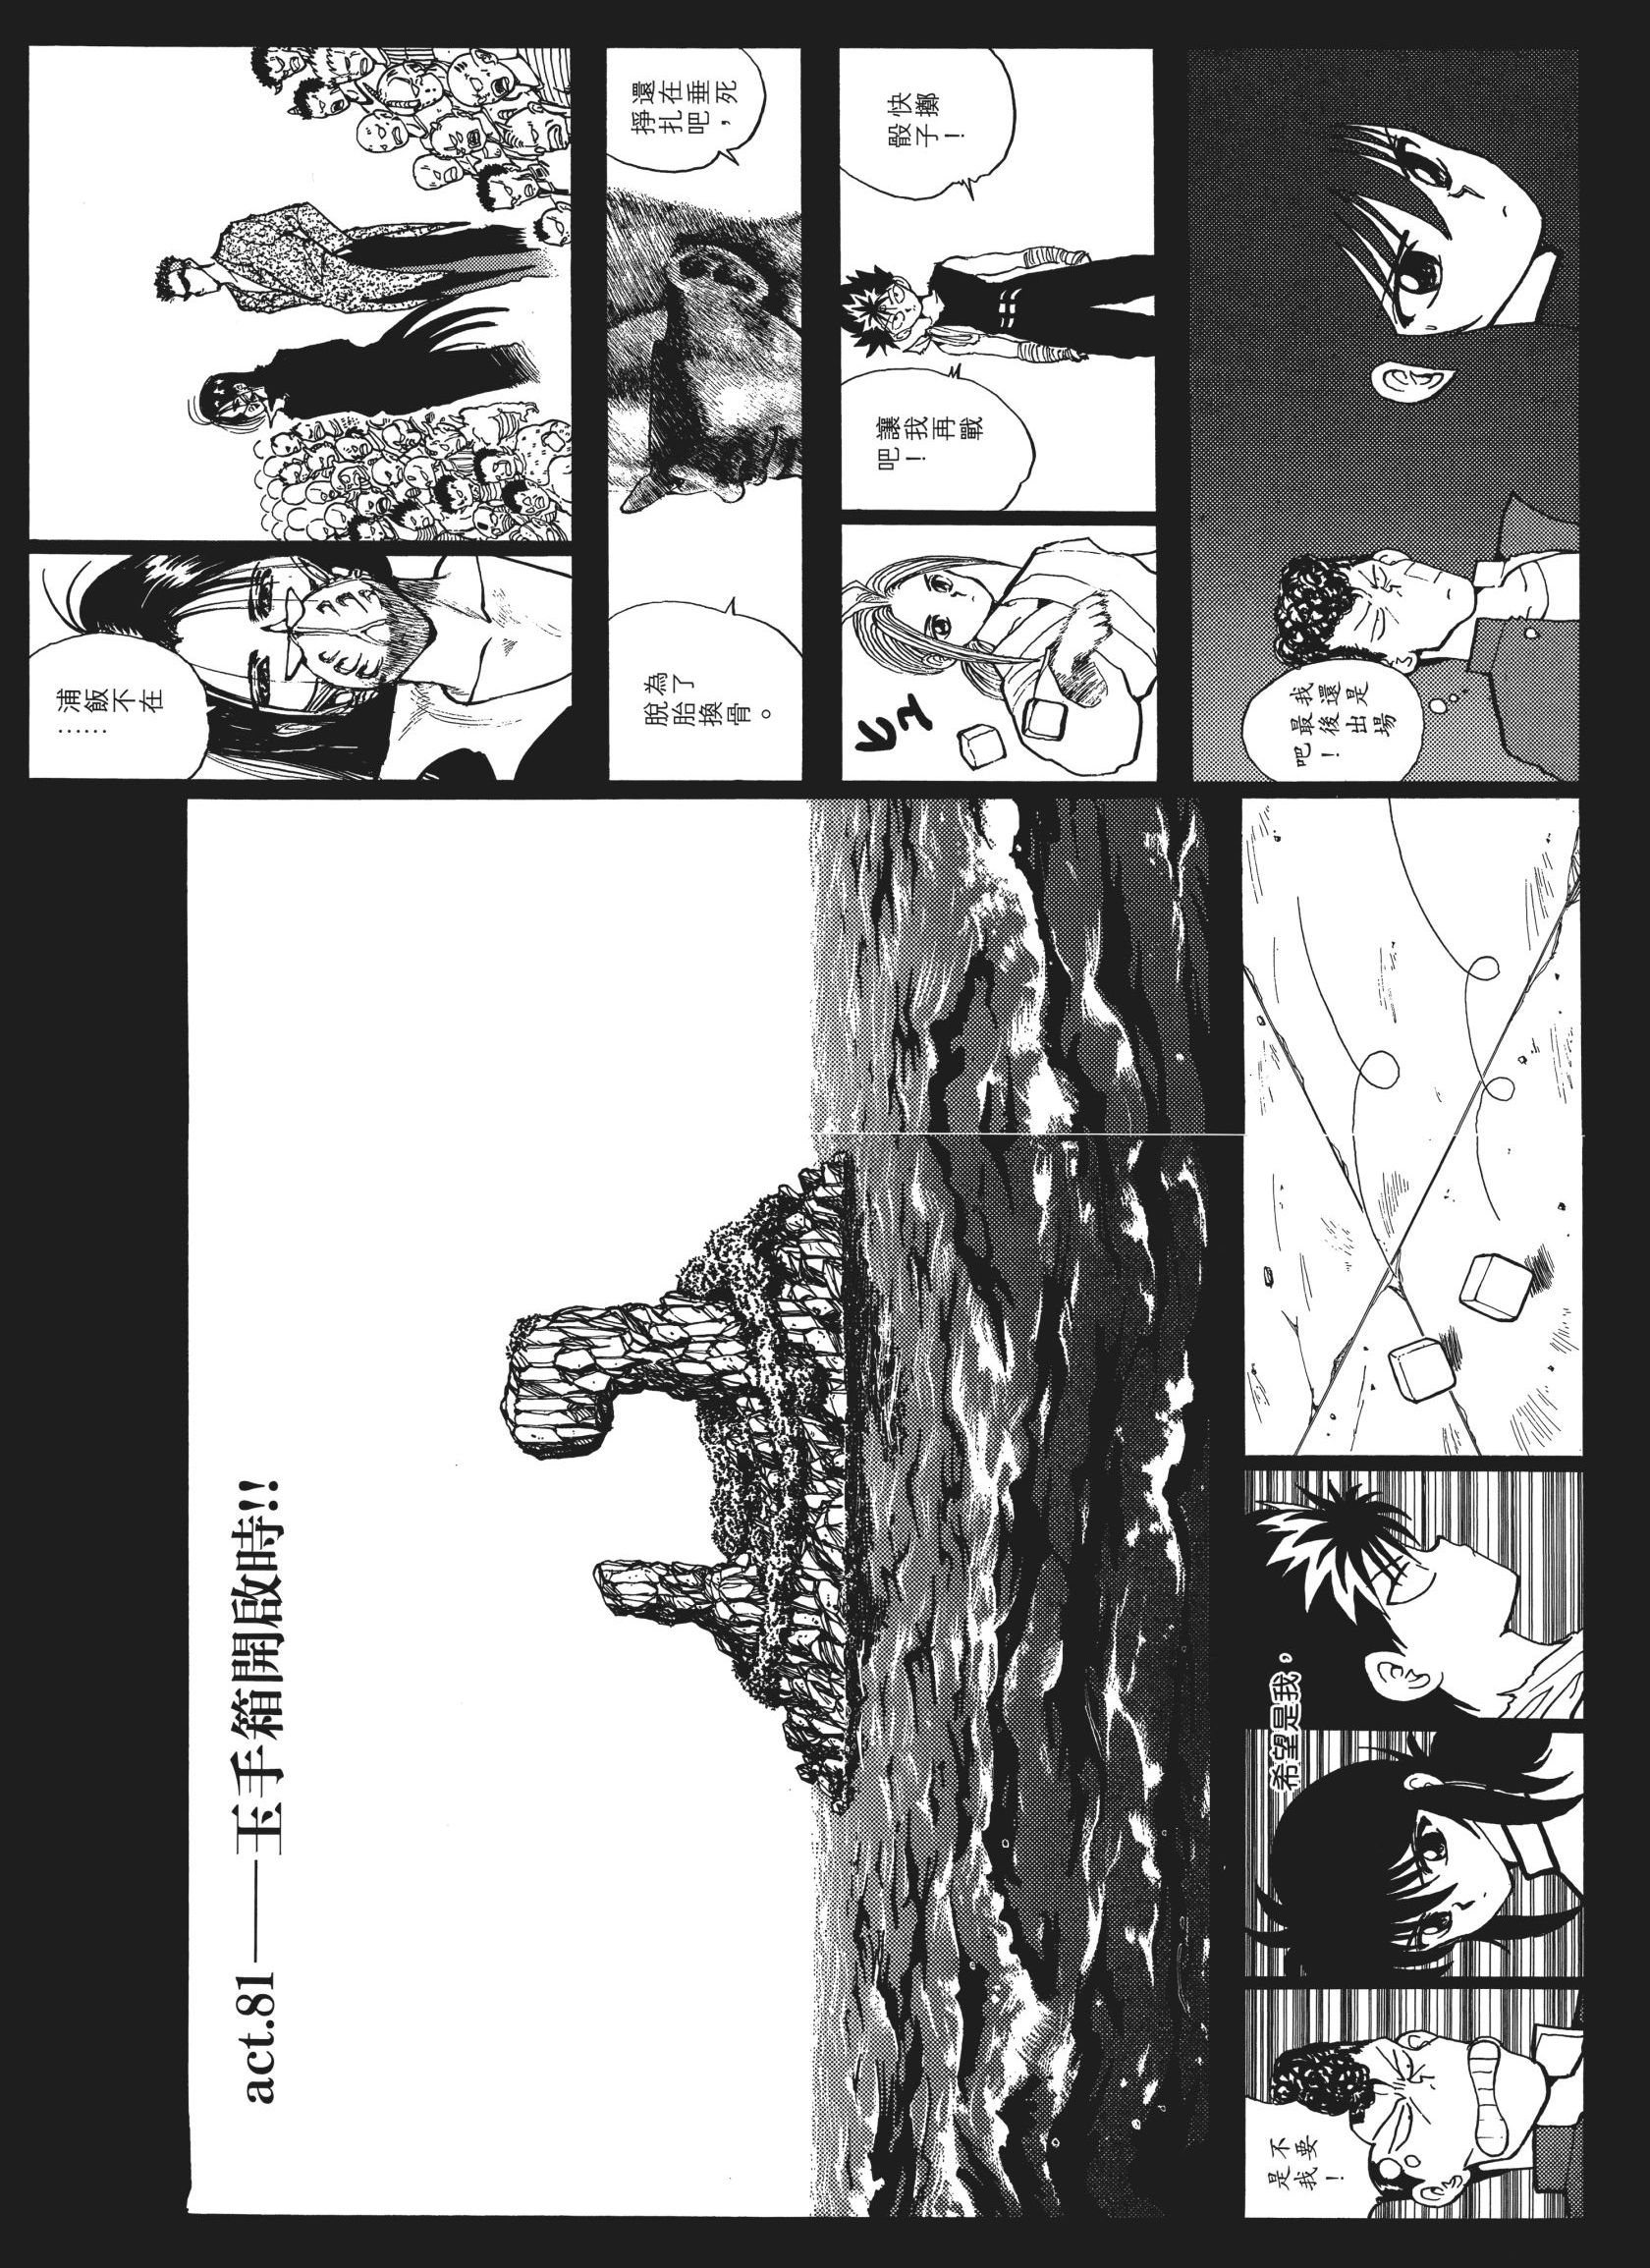 浦飯不在
……
還在垂死
掙扎吧，
為了
脫胎換骨。
快擲
骰子！
讓我再戰
吧！
我還是
最後出場
吧！
act.81——玉手箱開啟時!!
希望是我，
不要
是我！